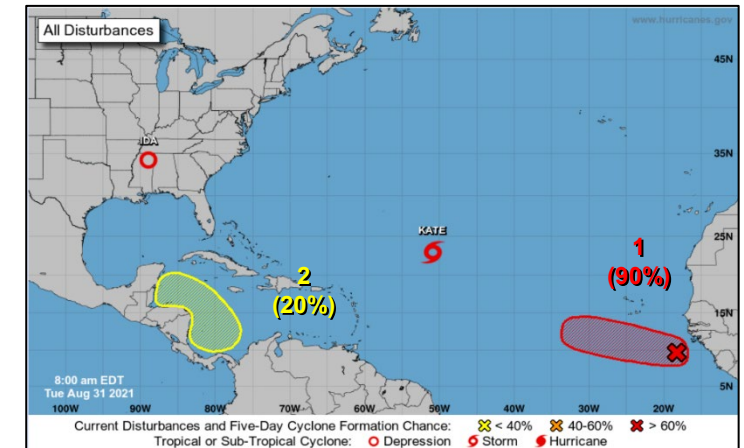 All Disturbances
www.hurricanes.gov
45N
IDA
35N
KATE
25N
1
(90%)
2
(20%)
15N
5N
8:00 am EDT
Tue Aug 31 2021
100W 90W 80W 70W 60W 50W 40W 30W 20W
Current Disturbances and Five-Day Cyclone Formation Chance: < 40% 40-60% > 60%
Tropical or Sub-Tropical Cyclone: Depression Storm Hurricane